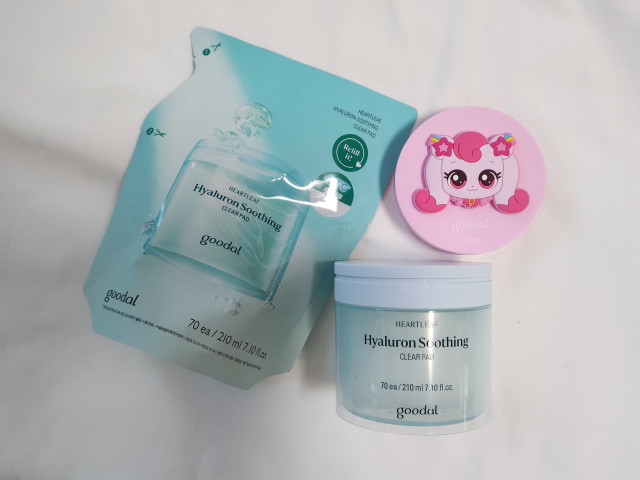 HEARTLEAF
HYALURON SOOTHING
CLEAR PAD
Refill
it!
HEARTLEAF
Hyaluron Soothing
CLEAR PAD
goodal
goodal
70 ea / 210 ml 7.10 fl.oz.
goodal
HEARTLEAF
Hyaluron Soothing
CLEAR PAD
70 ea / 210 ml 7.10 fl.oz.
goodal